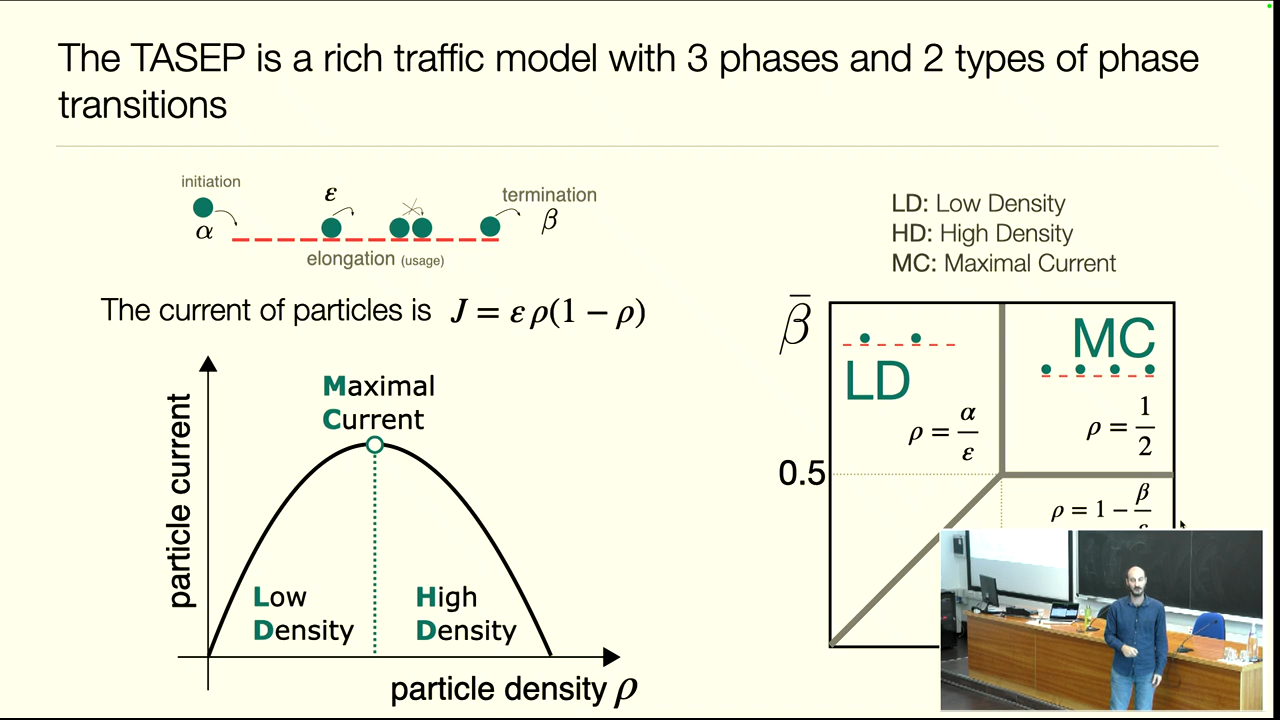 The TASEP is a rich traffic model with 3 phases and 2 types of phase
transitions
initiation
α
ε
termination
β
elongation (usage)
The current of particles is J = ε ρ(1 − ρ)
particle current
Maximal
Current
Low
Density
High
Density
particle density ρ
LD: Low Density
HD: High Density
MC: Maximal Current
β̄
LD
ρ = α/ε
MC
ρ = 1/2
0.5
ρ = 1 − β/